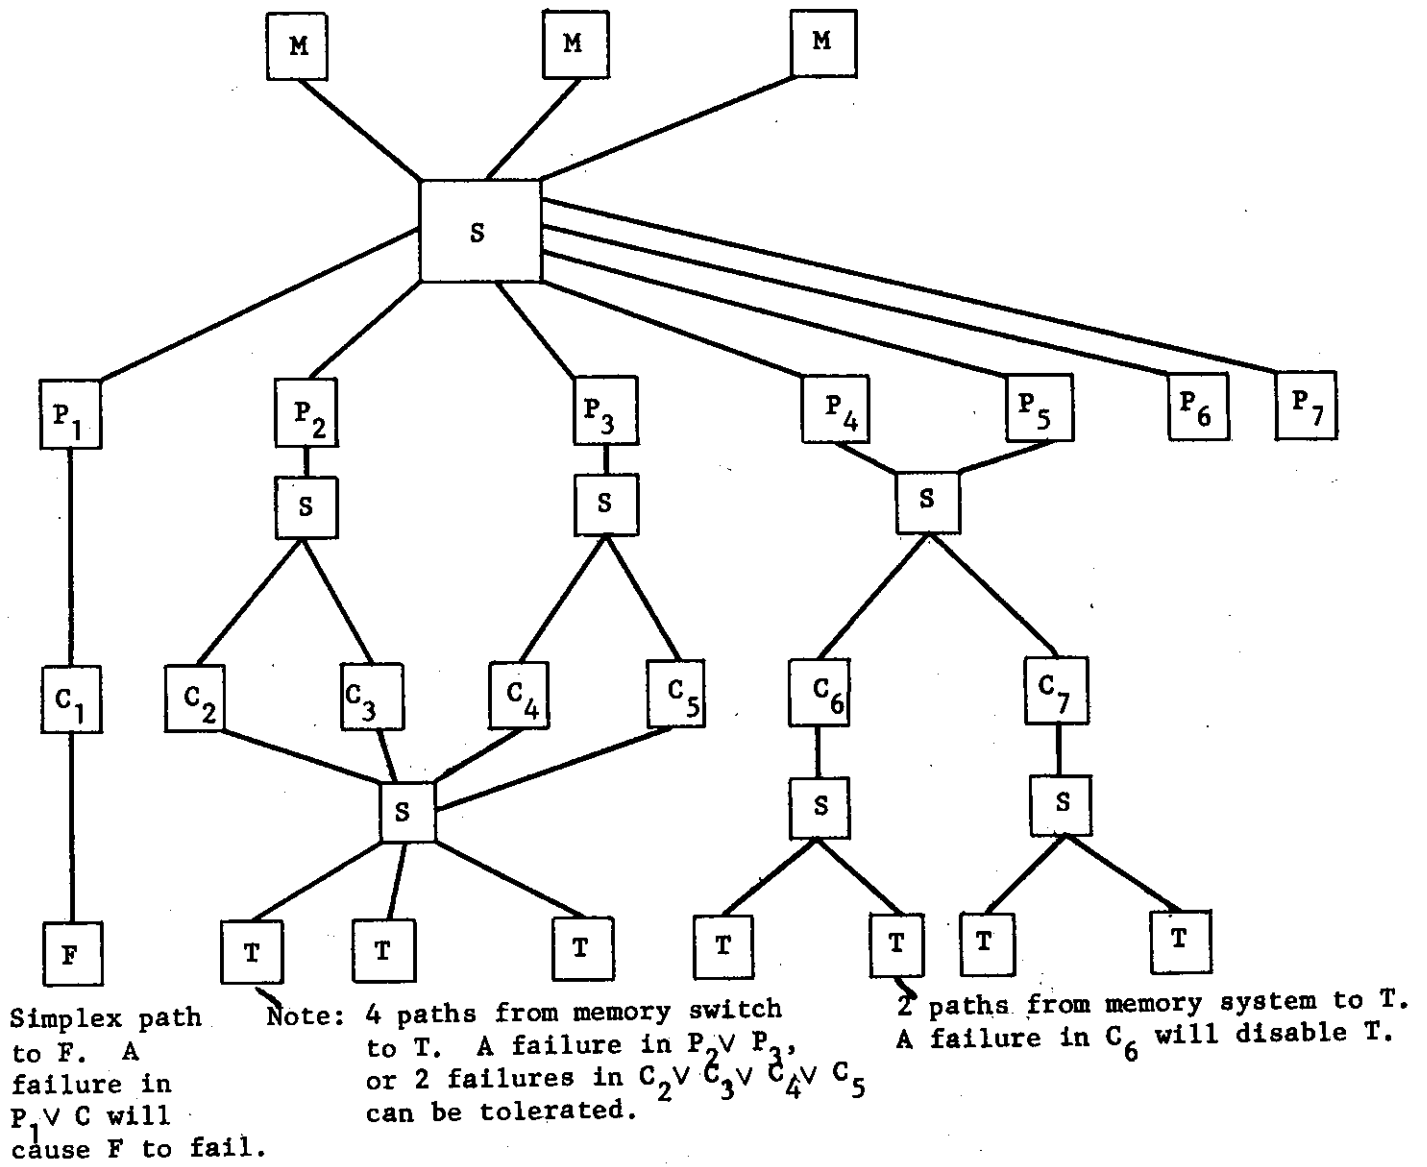 M M M
S
P1 P2 P3 P4 P5 P6 P7
S S S
C1 C2 C3 C4 C5 C6 C7
S S S
F T T T T T T T
Simplex path
to F. A
failure in
P1 ∨ C will
cause F to fail.
Note: 4 paths from memory switch
to T. A failure in P2 ∨ P3,
or 2 failures in C2 ∨ C3 ∨ C4 ∨ C5
can be tolerated.
2 paths from memory system to T.
A failure in C6 will disable T.